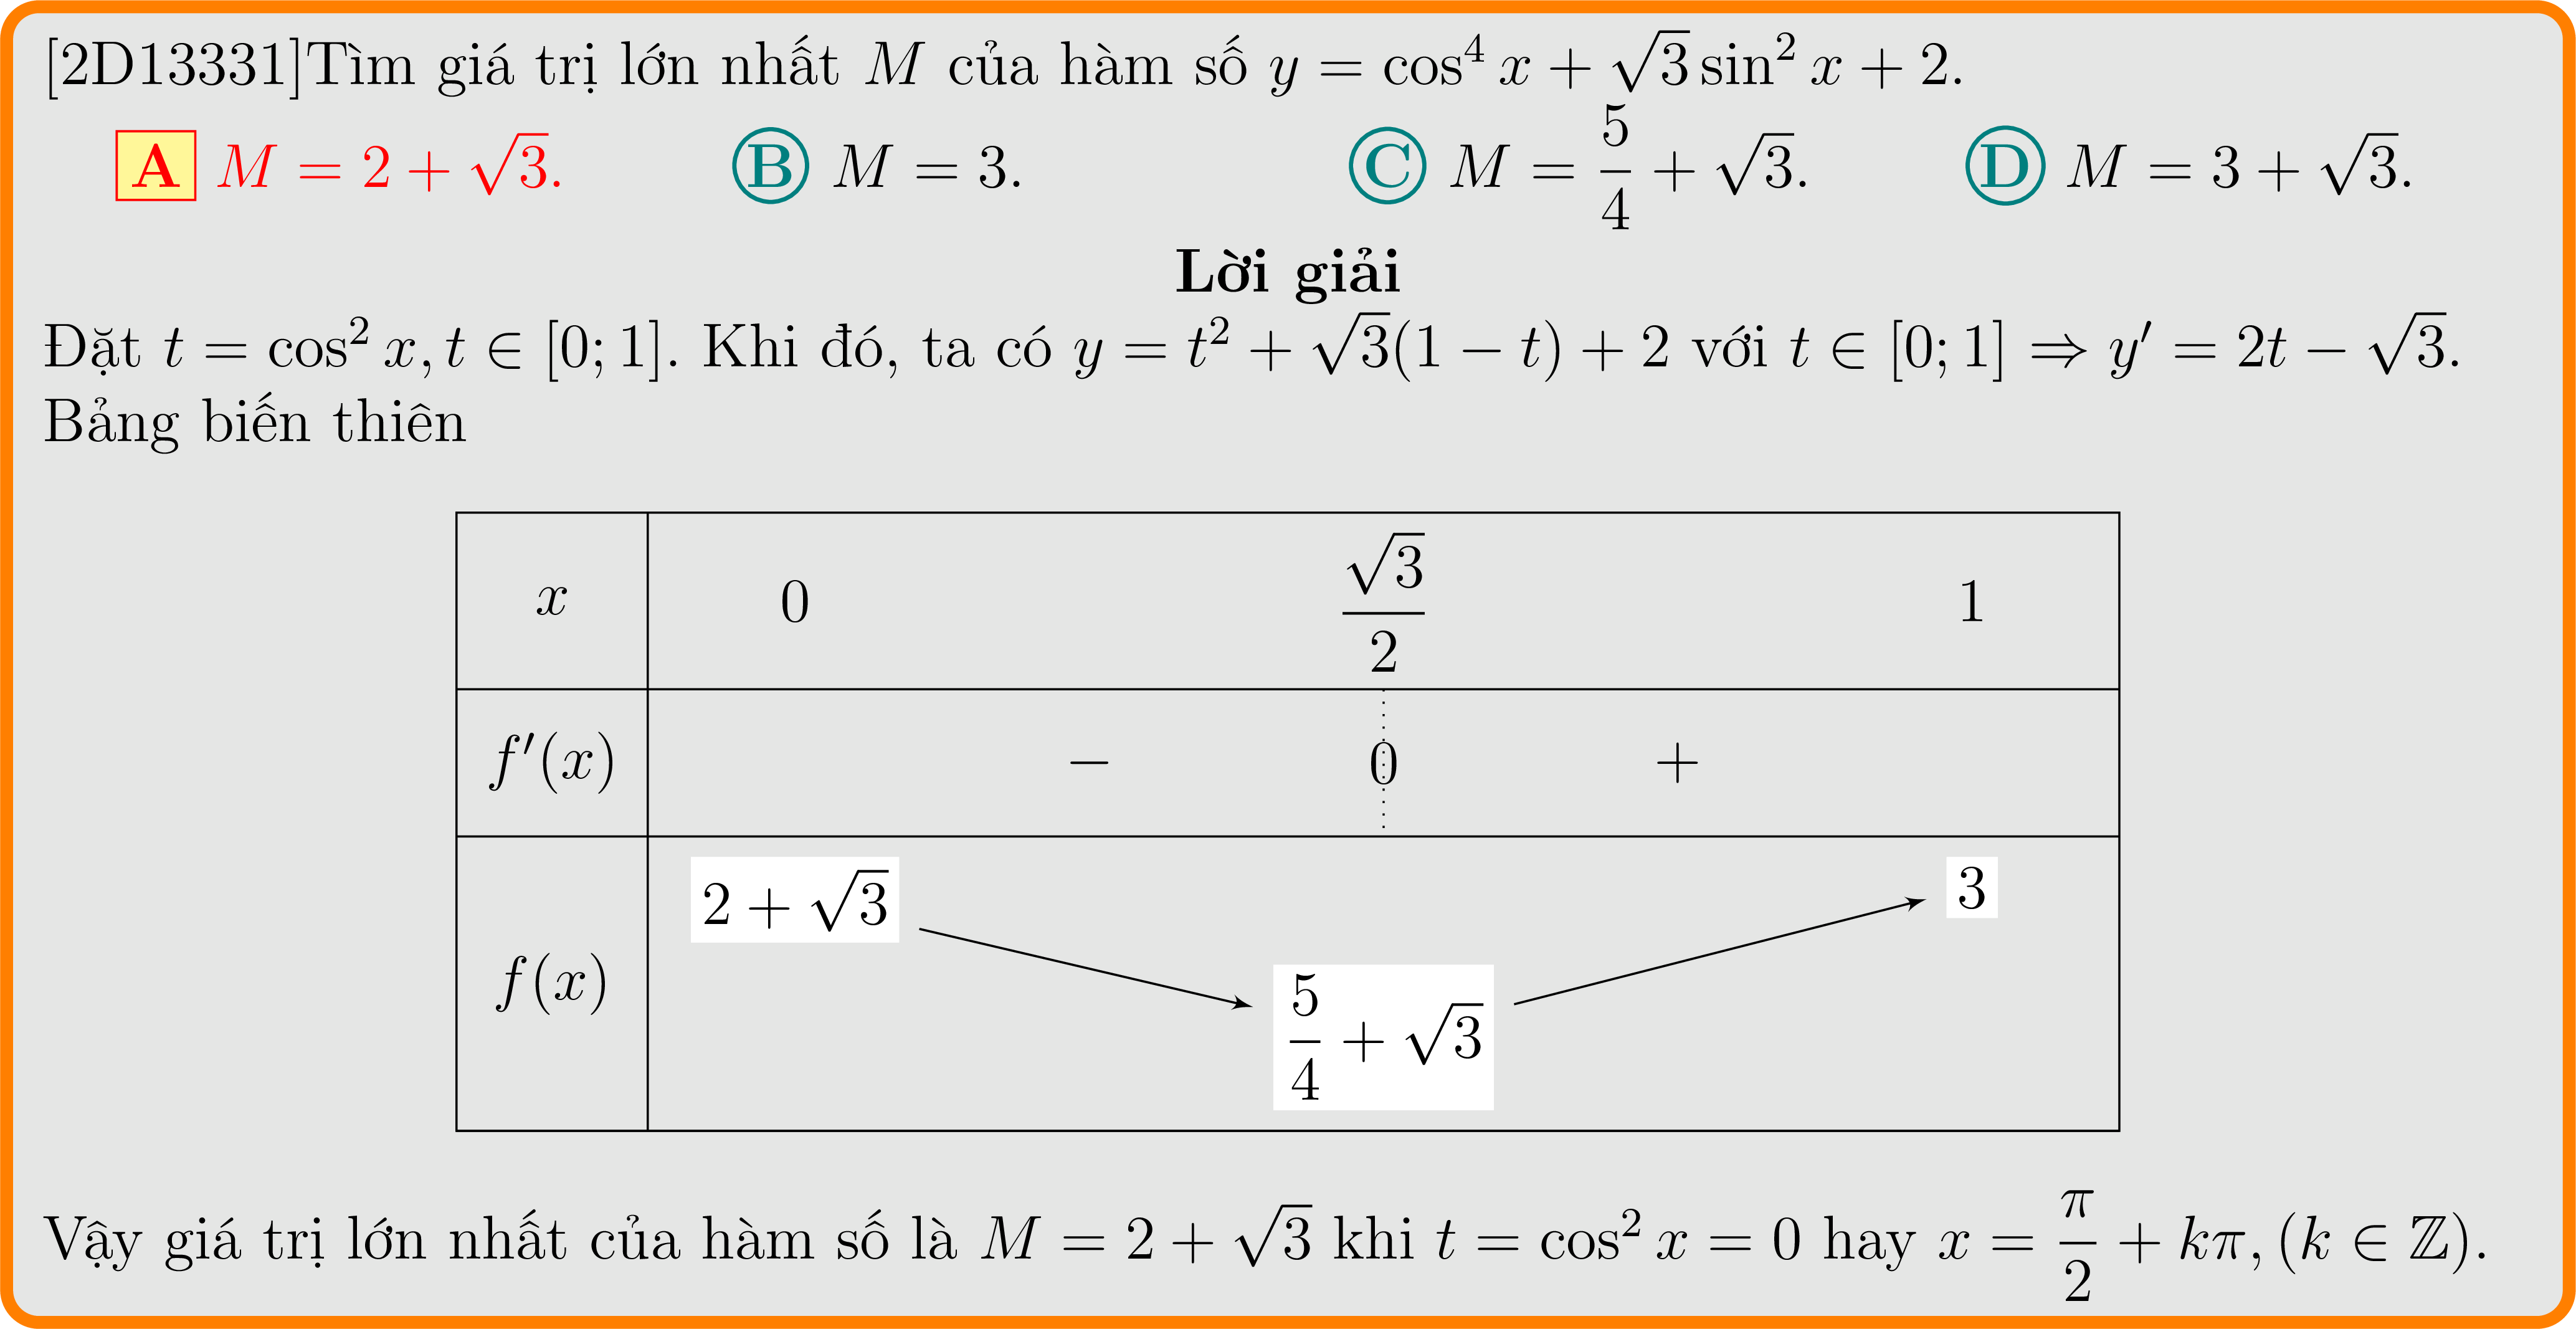 [2D13331]Tìm giá trị lớn nhất M của hàm số y = cos⁴ x + √3 sin² x + 2.
A M = 2 + √3. B M = 3. C M = 5/4 + √3. D M = 3 + √3.
Lời giải
Đặt t = cos² x, t ∈ [0; 1]. Khi đó, ta có y = t² + √3(1 − t) + 2 với t ∈ [0; 1] ⇒ y′ = 2t − √3.
Bảng biến thiên
x 0 √3/2 1
f′(x) − 0 +
f(x) 2 + √3 5/4 + √3 3
Vậy giá trị lớn nhất của hàm số là M = 2 + √3 khi t = cos² x = 0 hay x = π/2 + kπ, (k ∈ ℤ).